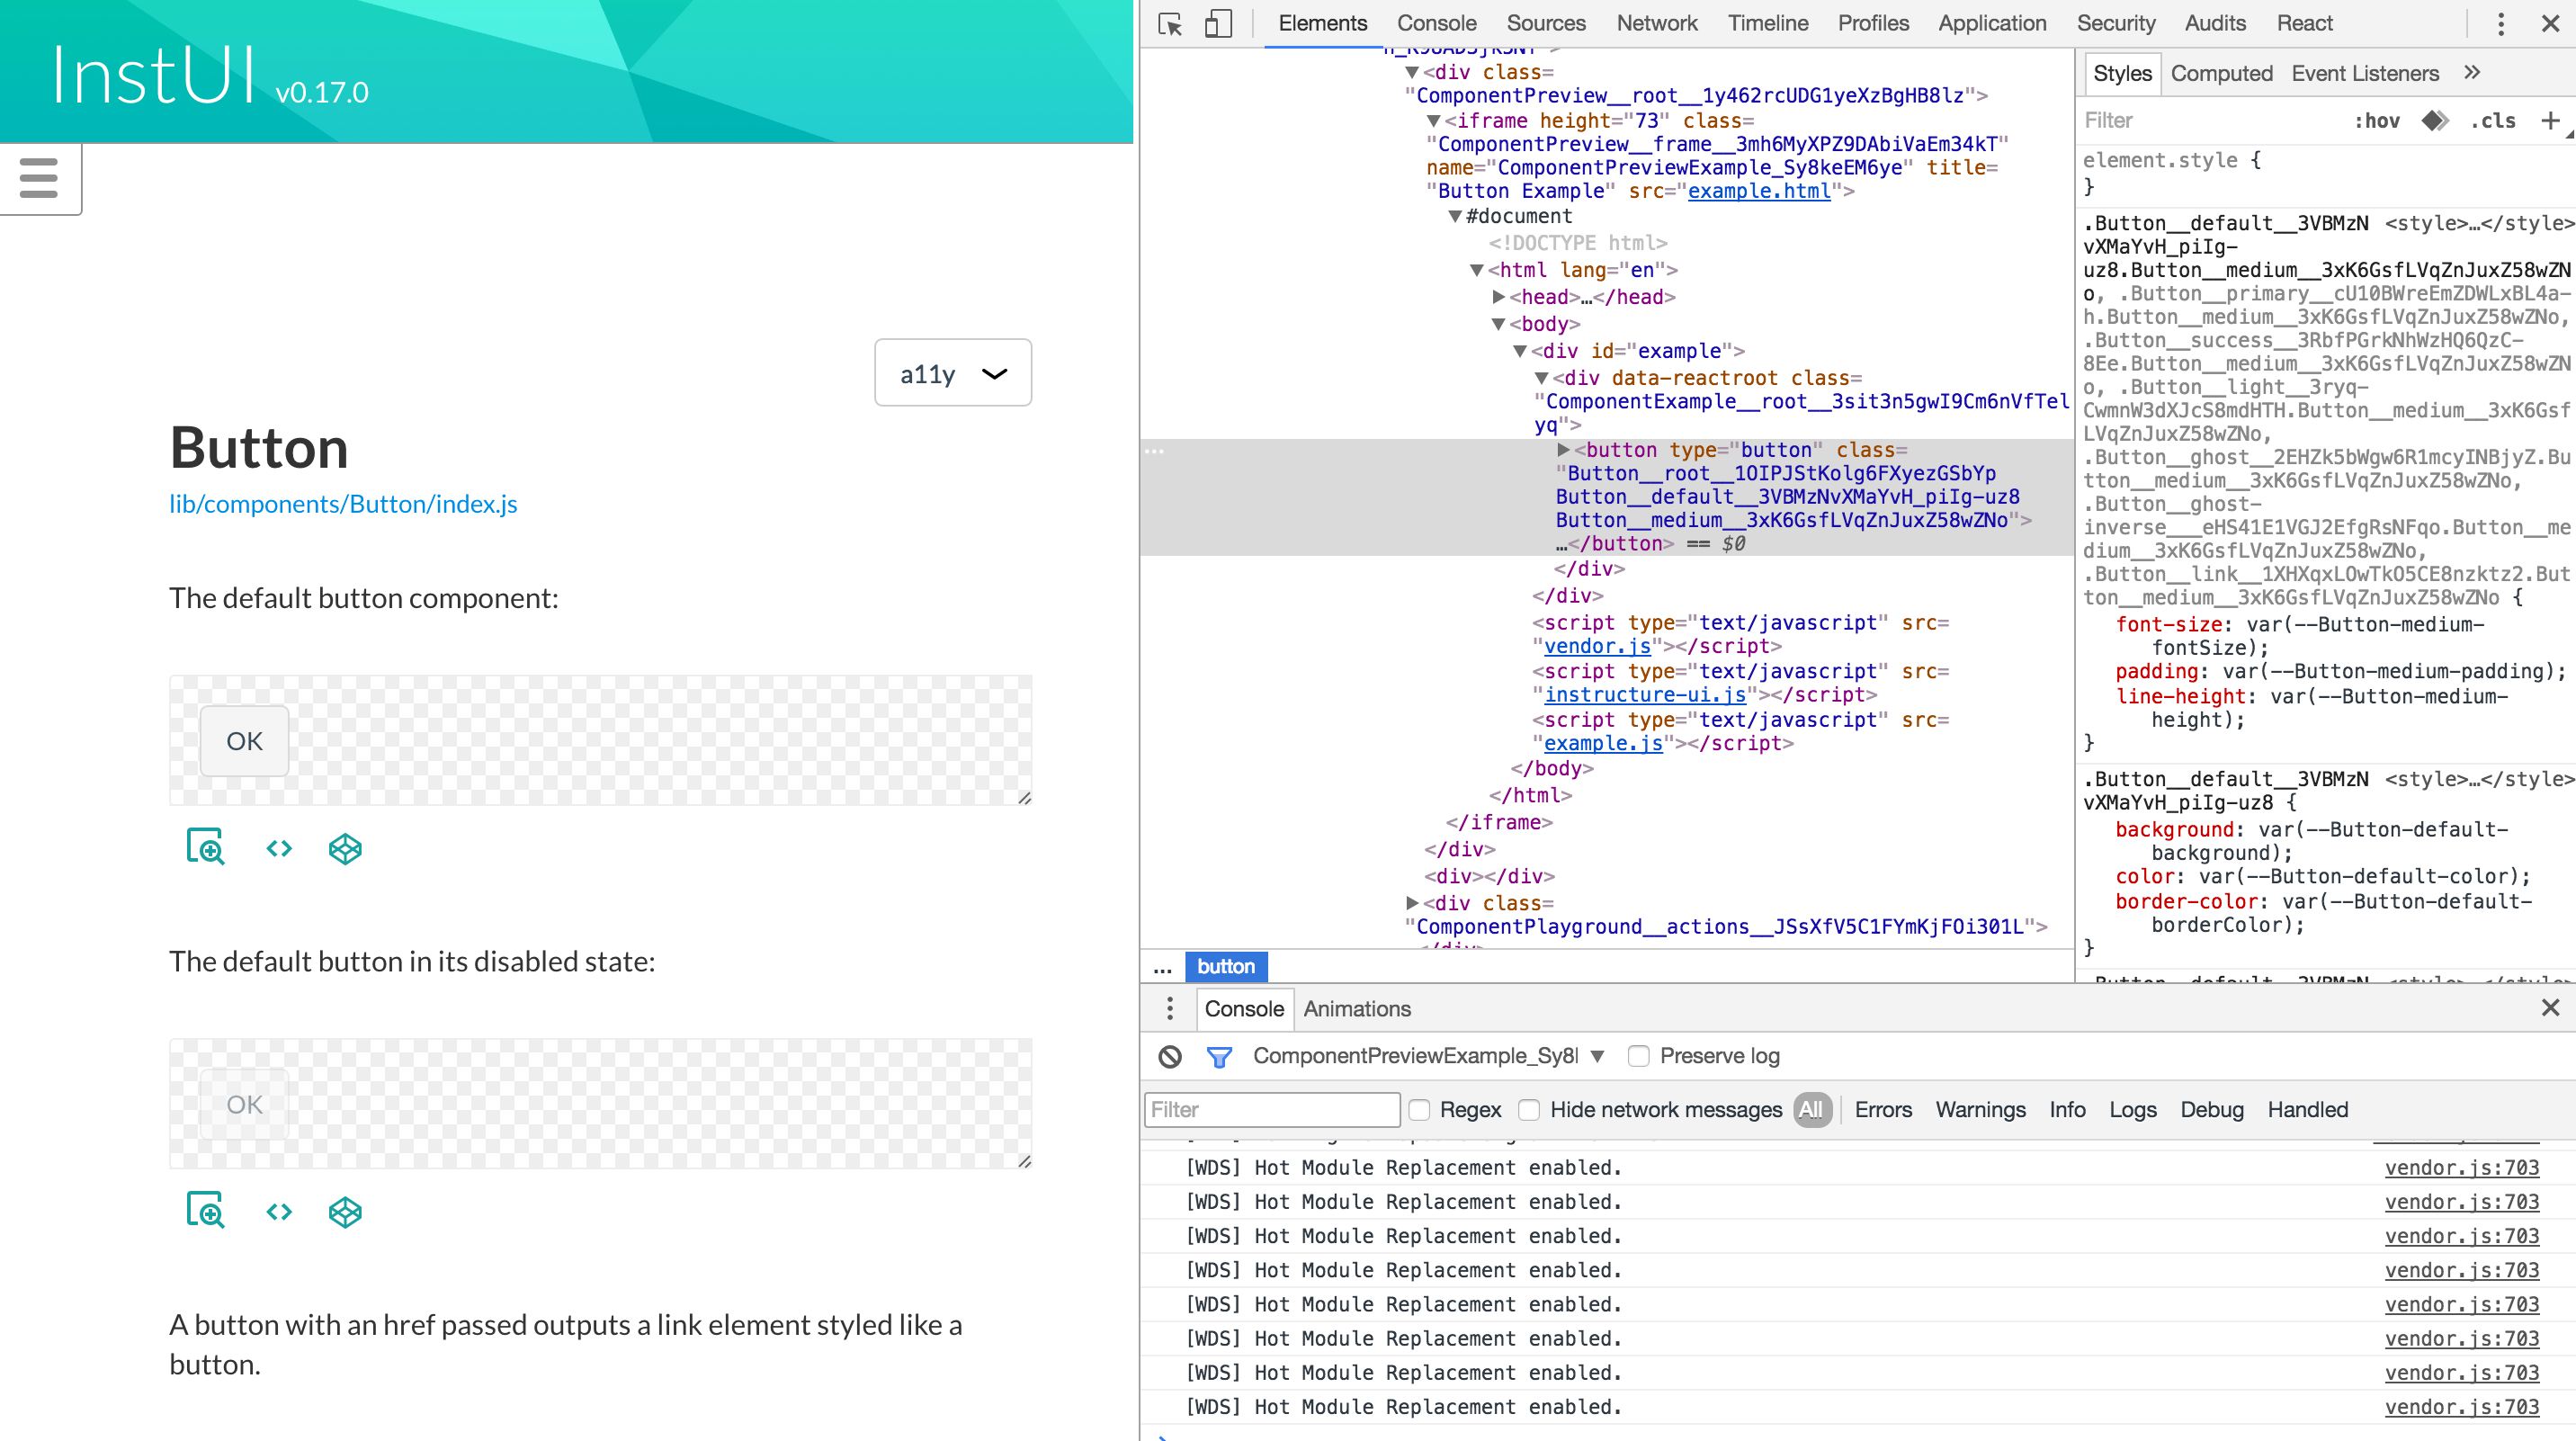 InstUI v0.17.0
a11y
Button
lib/components/Button/index.js
The default button component:
OK
The default button in its disabled state:
OK
A button with an href passed outputs a link element styled like a
button.
Elements Console Sources Network Timeline Profiles Application Security Audits React
<div class=
"ComponentPreview__root__1y462rcUDG1yeXzBgHB8lz">
<iframe height="73" class=
"ComponentPreview__frame__3mh6MyXPZ9DAbiVaEm34kT"
name="ComponentPreviewExample_Sy8keEM6ye" title=
"Button Example" src="example.html">
#document
<!DOCTYPE html>
<html lang="en">
<head>…</head>
<body>
<div id="example">
<div data-reactroot class=
"ComponentExample__root__3sit3n5gwI9Cm6nVfTel
yq">
<button type="button" class=
"Button__root__1OIPJStKolg6FXyezGSbYp
Button__default__3VBMzNvXMaYvH_piIg-uz8
Button__medium__3xK6GsfLVqZnJuxZ58wZNo">
…</button> == $0
</div>
</div>
<script type="text/javascript" src=
"vendor.js"></script>
<script type="text/javascript" src=
"instructure-ui.js"></script>
<script type="text/javascript" src=
"example.js"></script>
</body>
</html>
</iframe>
</div>
<div></div>
<div class=
"ComponentPlayground__actions__JSsXfV5C1FYmKjFOi301L">
... button
Styles Computed Event Listeners »
Filter :hov .cls +
element.style {
}
.Button__default__3VBMzN <style>…</style>
vXMaYvH_piIg-
uz8.Button__medium__3xK6GsfLVqZnJuxZ58wZN
o, .Button__primary__cU10BWreEmZDWLxBL4a-
h.Button__medium__3xK6GsfLVqZnJuxZ58wZNo,
.Button__success__3RbfPGrkNhWzHQ6QzC-
8Ee.Button__medium__3xK6GsfLVqZnJuxZ58wZN
o, .Button__light__3ryq-
CwmnW3dXJcS8mdHTH.Button__medium__3xK6Gsf
LVqZnJuxZ58wZNo,
.Button__ghost__2EHZk5bWgw6R1mcyINBjyZ.Bu
tton__medium__3xK6GsfLVqZnJuxZ58wZNo,
.Button__ghost-
inverse___eHS41E1VGJ2EfgRsNFqo.Button__me
dium__3xK6GsfLVqZnJuxZ58wZNo,
.Button__link__1XHXqxLOwTkO5CE8nzktz2.But
ton__medium__3xK6GsfLVqZnJuxZ58wZNo {
font-size: var(--Button-medium-
fontSize);
padding: var(--Button-medium-padding);
line-height: var(--Button-medium-
height);
}
.Button__default__3VBMzN <style>…</style>
vXMaYvH_piIg-uz8 {
background: var(--Button-default-
background);
color: var(--Button-default-color);
border-color: var(--Button-default-
borderColor);
}
Console Animations
ComponentPreviewExample_Sy8 Preserve log
Filter Regex Hide network messages All Errors Warnings Info Logs Debug Handled
[WDS] Hot Module Replacement enabled. vendor.js:703
[WDS] Hot Module Replacement enabled. vendor.js:703
[WDS] Hot Module Replacement enabled. vendor.js:703
[WDS] Hot Module Replacement enabled. vendor.js:703
[WDS] Hot Module Replacement enabled. vendor.js:703
[WDS] Hot Module Replacement enabled. vendor.js:703
[WDS] Hot Module Replacement enabled. vendor.js:703
[WDS] Hot Module Replacement enabled. vendor.js:703